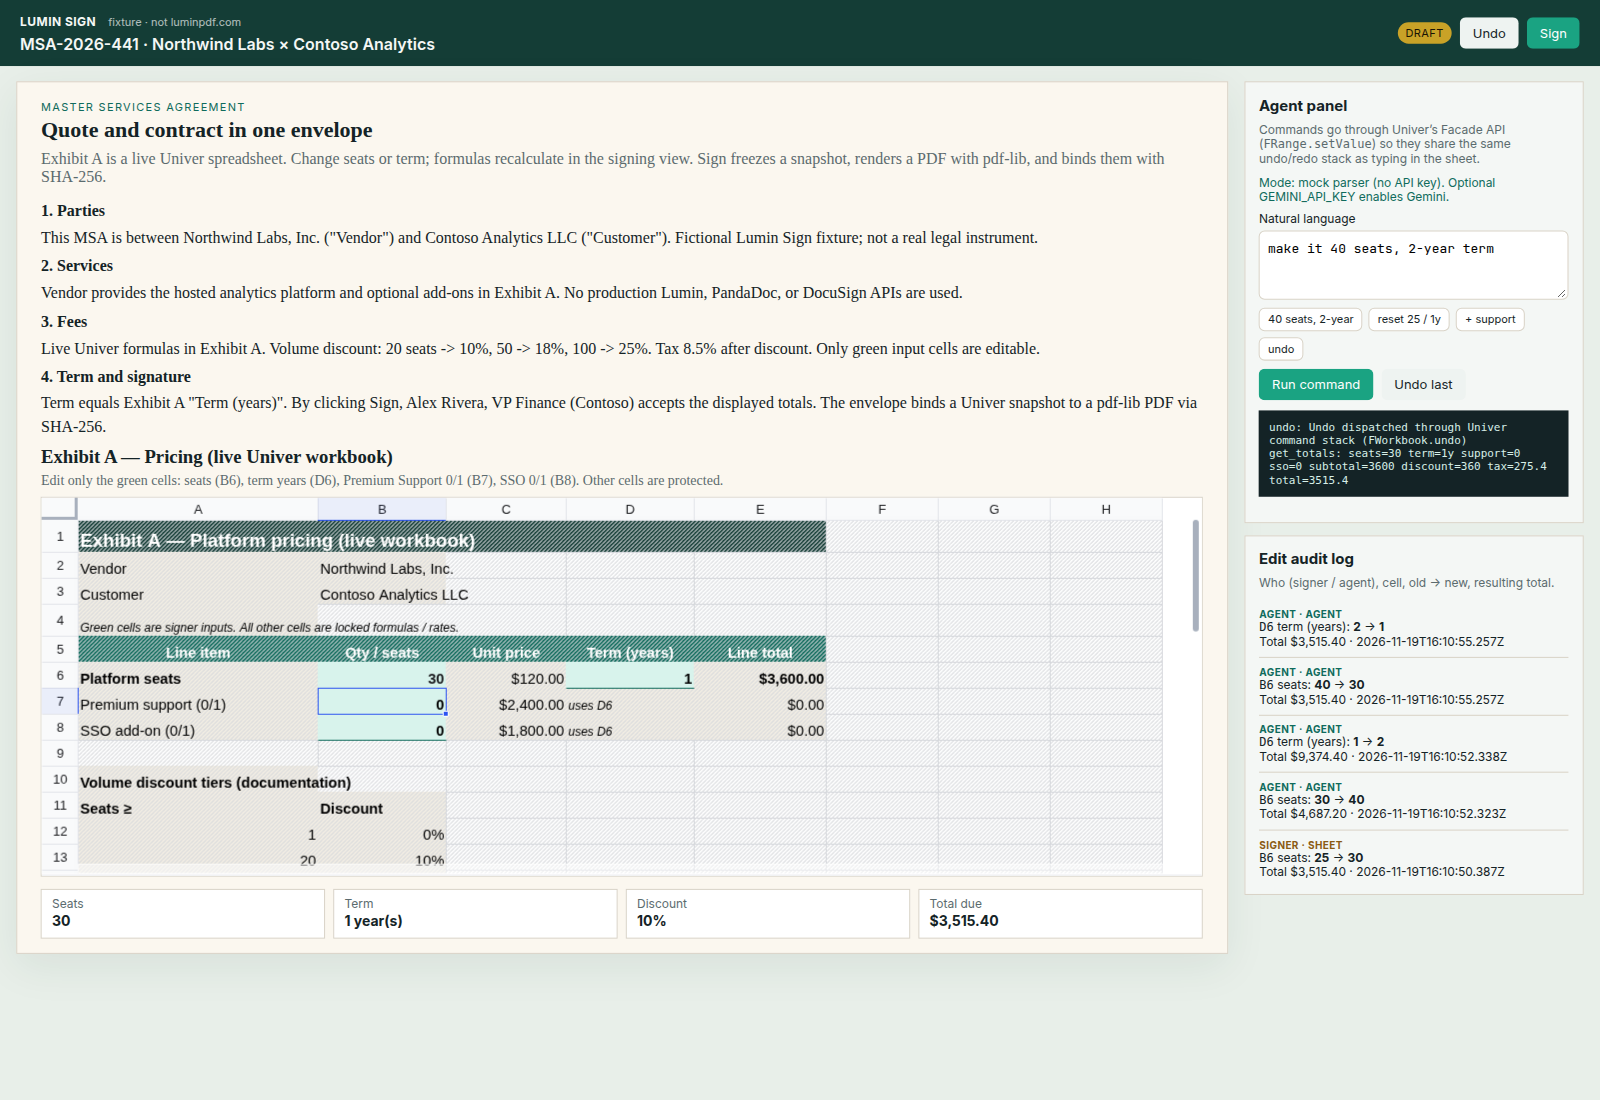 LUMIN SIGN fixture · not luminpdf.com
MSA-2026-441 · Northwind Labs × Contoso Analytics
DRAFT
Undo
Sign
MASTER SERVICES AGREEMENT
Quote and contract in one envelope
Exhibit A is a live Univer spreadsheet. Change seats or term; formulas recalculate in the signing view. Sign freezes a snapshot, renders a PDF with pdf-lib, and binds them with
SHA-256.
1. Parties
This MSA is between Northwind Labs, Inc. ("Vendor") and Contoso Analytics LLC ("Customer"). Fictional Lumin Sign fixture; not a real legal instrument.
2. Services
Vendor provides the hosted analytics platform and optional add-ons in Exhibit A. No production Lumin, PandaDoc, or DocuSign APIs are used.
3. Fees
Live Univer formulas in Exhibit A. Volume discount: 20 seats -> 10%, 50 -> 18%, 100 -> 25%. Tax 8.5% after discount. Only green input cells are editable.
4. Term and signature
Term equals Exhibit A "Term (years)". By clicking Sign, Alex Rivera, VP Finance (Contoso) accepts the displayed totals. The envelope binds a Univer snapshot to a pdf-lib PDF via
SHA-256.
Exhibit A — Pricing (live Univer workbook)
Edit only the green cells: seats (B6), term years (D6), Premium Support 0/1 (B7), SSO 0/1 (B8). Other cells are protected.
A B C D E F G H
1 Exhibit A — Platform pricing (live workbook)
2 Vendor Northwind Labs, Inc.
3 Customer Contoso Analytics LLC
4 Green cells are signer inputs. All other cells are locked formulas / rates.
5 Line item Qty / seats Unit price Term (years) Line total
6 Platform seats 30 $120.00 1 $3,600.00
7 Premium support (0/1) 0 $2,400.00 uses D6 $0.00
8 SSO add-on (0/1) 0 $1,800.00 uses D6 $0.00
9
10 Volume discount tiers (documentation)
11 Seats ≥ Discount
12 1 0%
13 20 10%
Seats
30
Term
1 year(s)
Discount
10%
Total due
$3,515.40
Agent panel
Commands go through Univer's Facade API
(FRange.setValue) so they share the same
undo/redo stack as typing in the sheet.
Mode: mock parser (no API key). Optional
GEMINI_API_KEY enables Gemini.
Natural language
make it 40 seats, 2-year term
40 seats, 2-year
reset 25 / 1y
+ support
undo
Run command
Undo last
undo: Undo dispatched through Univer
command stack (FWorkbook.undo)
get_totals: seats=30 term=1y support=0
sso=0 subtotal=3600 discount=360 tax=275.4
total=3515.4
Edit audit log
Who (signer / agent), cell, old → new, resulting total.
AGENT · AGENT
D6 term (years): 2 → 1
Total $3,515.40 · 2026-11-19T16:10:55.257Z
AGENT · AGENT
B6 seats: 40 → 30
Total $3,515.40 · 2026-11-19T16:10:55.257Z
AGENT · AGENT
D6 term (years): 1 → 2
Total $9,374.40 · 2026-11-19T16:10:52.338Z
AGENT · AGENT
B6 seats: 30 → 40
Total $4,687.20 · 2026-11-19T16:10:52.323Z
SIGNER · SHEET
B6 seats: 25 → 30
Total $3,515.40 · 2026-11-19T16:10:50.387Z